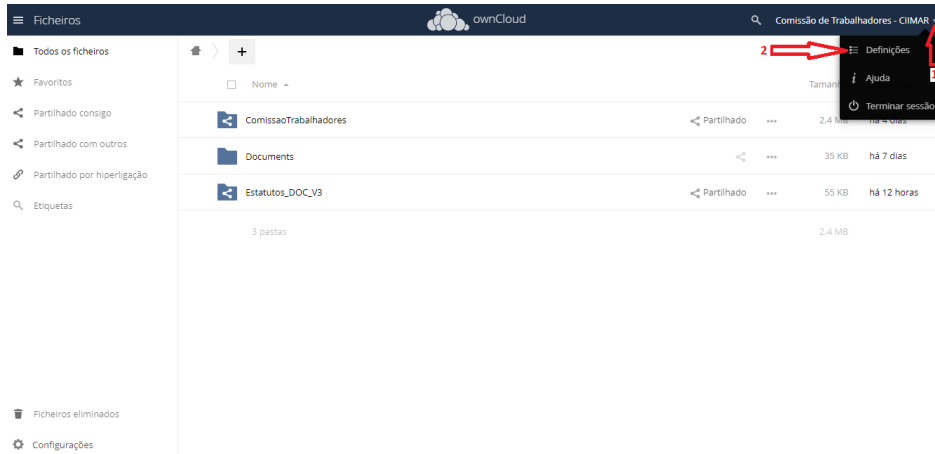 Ficheiros
ownCloud
Comissão de Trabalhadores - CIIMAR
Todos os ficheiros
Favoritos
Partilhado consigo
Partilhado com outros
Partilhado por hiperligação
Etiquetas
Ficheiros eliminados
Configurações
+
2
1
Definições
Ajuda
Terminar sessão
Nome
ComissaoTrabalhadores Partilhado ... 2.4 MB há 4 dias
Documents ... 35 KB há 7 dias
Estatutos_DOC_V3 Partilhado ... 55 KB há 12 horas
3 pastas 2.4 MB